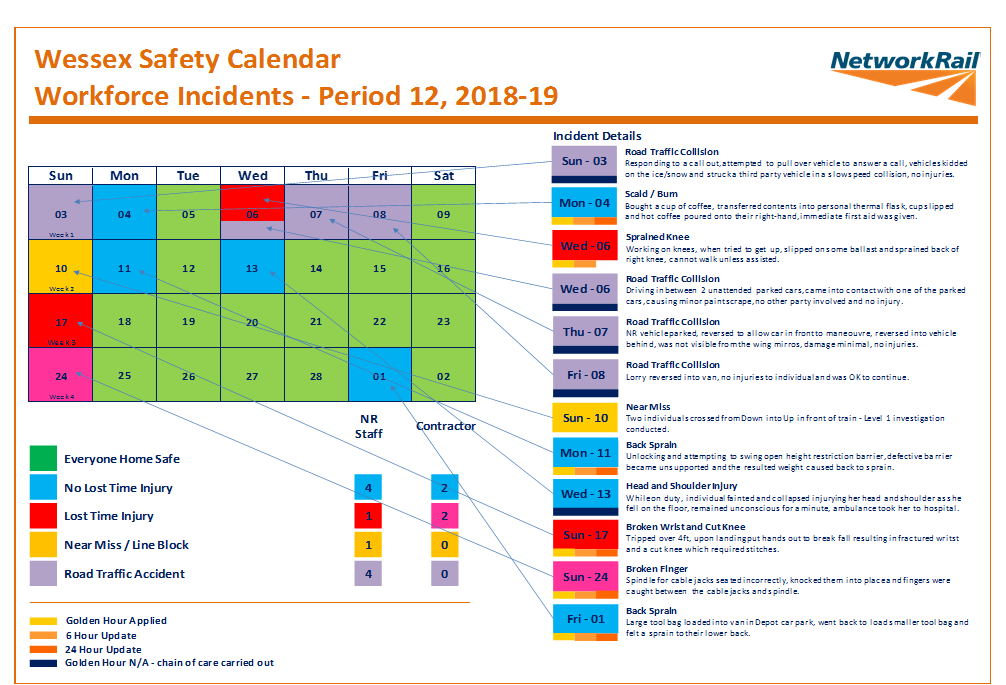 Wessex Safety Calendar
Workforce Incidents - Period 12, 2018-19
NetworkRail
Sun Mon Tue Wed Thu Fri Sat
03 04 05 06 07 08 09
Week 1
10 11 12 13 14 15 16
Week 2
17 18 19 20 21 22 23
Week 3
24 25 26 27 28 01 02
Week 4
NR Staff Contractor
Everyone Home Safe
No Lost Time Injury 4 2
Lost Time Injury 1 2
Near Miss / Line Block 1 0
Road Traffic Accident 4 0
Golden Hour Applied
6 Hour Update
24 Hour Update
Golden Hour N/A - chain of care carried out
Incident Details
Sun - 03
Road Traffic Collision
Responding to a call out, attempted to pull over vehicle to answer a call, vehicles kidded
on the ice/snow and struck a third party vehicle in a slow speed collision, no injuries.
Mon - 04
Scald / Burn
Bought a cup of coffee, transferred contents into personal thermal flask, cup slipped
and hot coffee poured onto their right-hand, immediate first aid was given.
Wed - 06
Sprained Knee
Working on knees, when tried to get up, slipped on some ballast and sprained back of
right knee, cannot walk unless assisted.
Wed - 06
Road Traffic Collision
Driving in between 2 unattended parked cars, came into contact with one of the parked
cars, causing minor paint scrape, no other party involved and no injury.
Thu - 07
Road Traffic Collision
NR vehicle parked, reversed to allow car in front to maneouvre, reversed into vehicle
behind, was not visible from the wing mirros, damage minimal, no injuries.
Fri - 08
Road Traffic Collision
Lorry reversed into van, no injuries to individual and was OK to continue.
Sun - 10
Near Miss
Two individuals crossed from Down into Up in front of train - Level 1 investigation
conducted.
Mon - 11
Back Sprain
Unlocking and attempting to swing open height restriction barrier, defective barrier
became unsupported and the resulted weight caused back to sprain.
Wed - 13
Head and Shoulder Injury
While on duty, individual fainted and collapsed injurying her head and shoulder as she
fell on the floor, remained unconscious for a minute, ambulance took her to hospital.
Sun - 17
Broken Wrist and Cut Knee
Tripped over 4ft, upon landing put hands out to break fall resulting in fractured writst
and a cut knee which required stitches.
Sun - 24
Broken Finger
Spindle for cable jacks seated incorrectly, knocked them into place and fingers were
caught between the cable jacks and spindle.
Fri - 01
Back Sprain
Large tool bag loaded into van in Depot car park, went back to load smaller tool bag and
felt a sprain to their lower back.